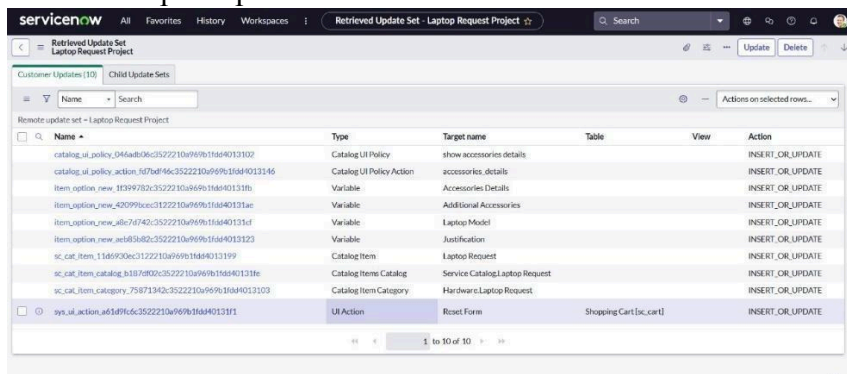 servicenow All Favorites History Workspaces Retrieved Update Set - Laptop Request Project Search
Retrieved Update Set
Laptop Request Project
Update Delete
Customer Updates (10) Child Update Sets
Name Search Actions on selected rows...
Remote update set = Laptop Request Project
Name Type Target name Table View Action
catalog_ui_policy_046adb06c3522210a969b1fdd4013102 Catalog UI Policy show accessories details INSERT_OR_UPDATE
catalog_ui_policy_action_fd7bdf46c3522210a969b1fdd4013146 Catalog UI Policy Action accessories_details INSERT_OR_UPDATE
item_option_new_1f399782c3522210a969b1fdd40131fb Variable Accessories Details INSERT_OR_UPDATE
item_option_new_42099bcec3122210a969b1fdd40131ae Variable Additional Accessories INSERT_OR_UPDATE
item_option_new_a8e7d742c3522210a969b1fdd40131cf Variable Laptop Model INSERT_OR_UPDATE
item_option_new_aeb85b82c3522210a969b1fdd4013123 Variable Justification INSERT_OR_UPDATE
sc_cat_item_11d6930ec3122210a969b1fdd4013199 Catalog Item Laptop Request INSERT_OR_UPDATE
sc_cat_item_catalog_b187df02c3522210a969b1fdd40131fe Catalog Items Catalog Service Catalog.Laptop Request INSERT_OR_UPDATE
sc_cat_item_category_75871342c3522210a969b1fdd4013103 Catalog Item Category Hardware.Laptop Request INSERT_OR_UPDATE
sys_ui_action_a61d9fc6c3522210a969b1fdd40131f1 UI Action Reset Form Shopping Cart [sc_cart] INSERT_OR_UPDATE
1 to 10 of 10